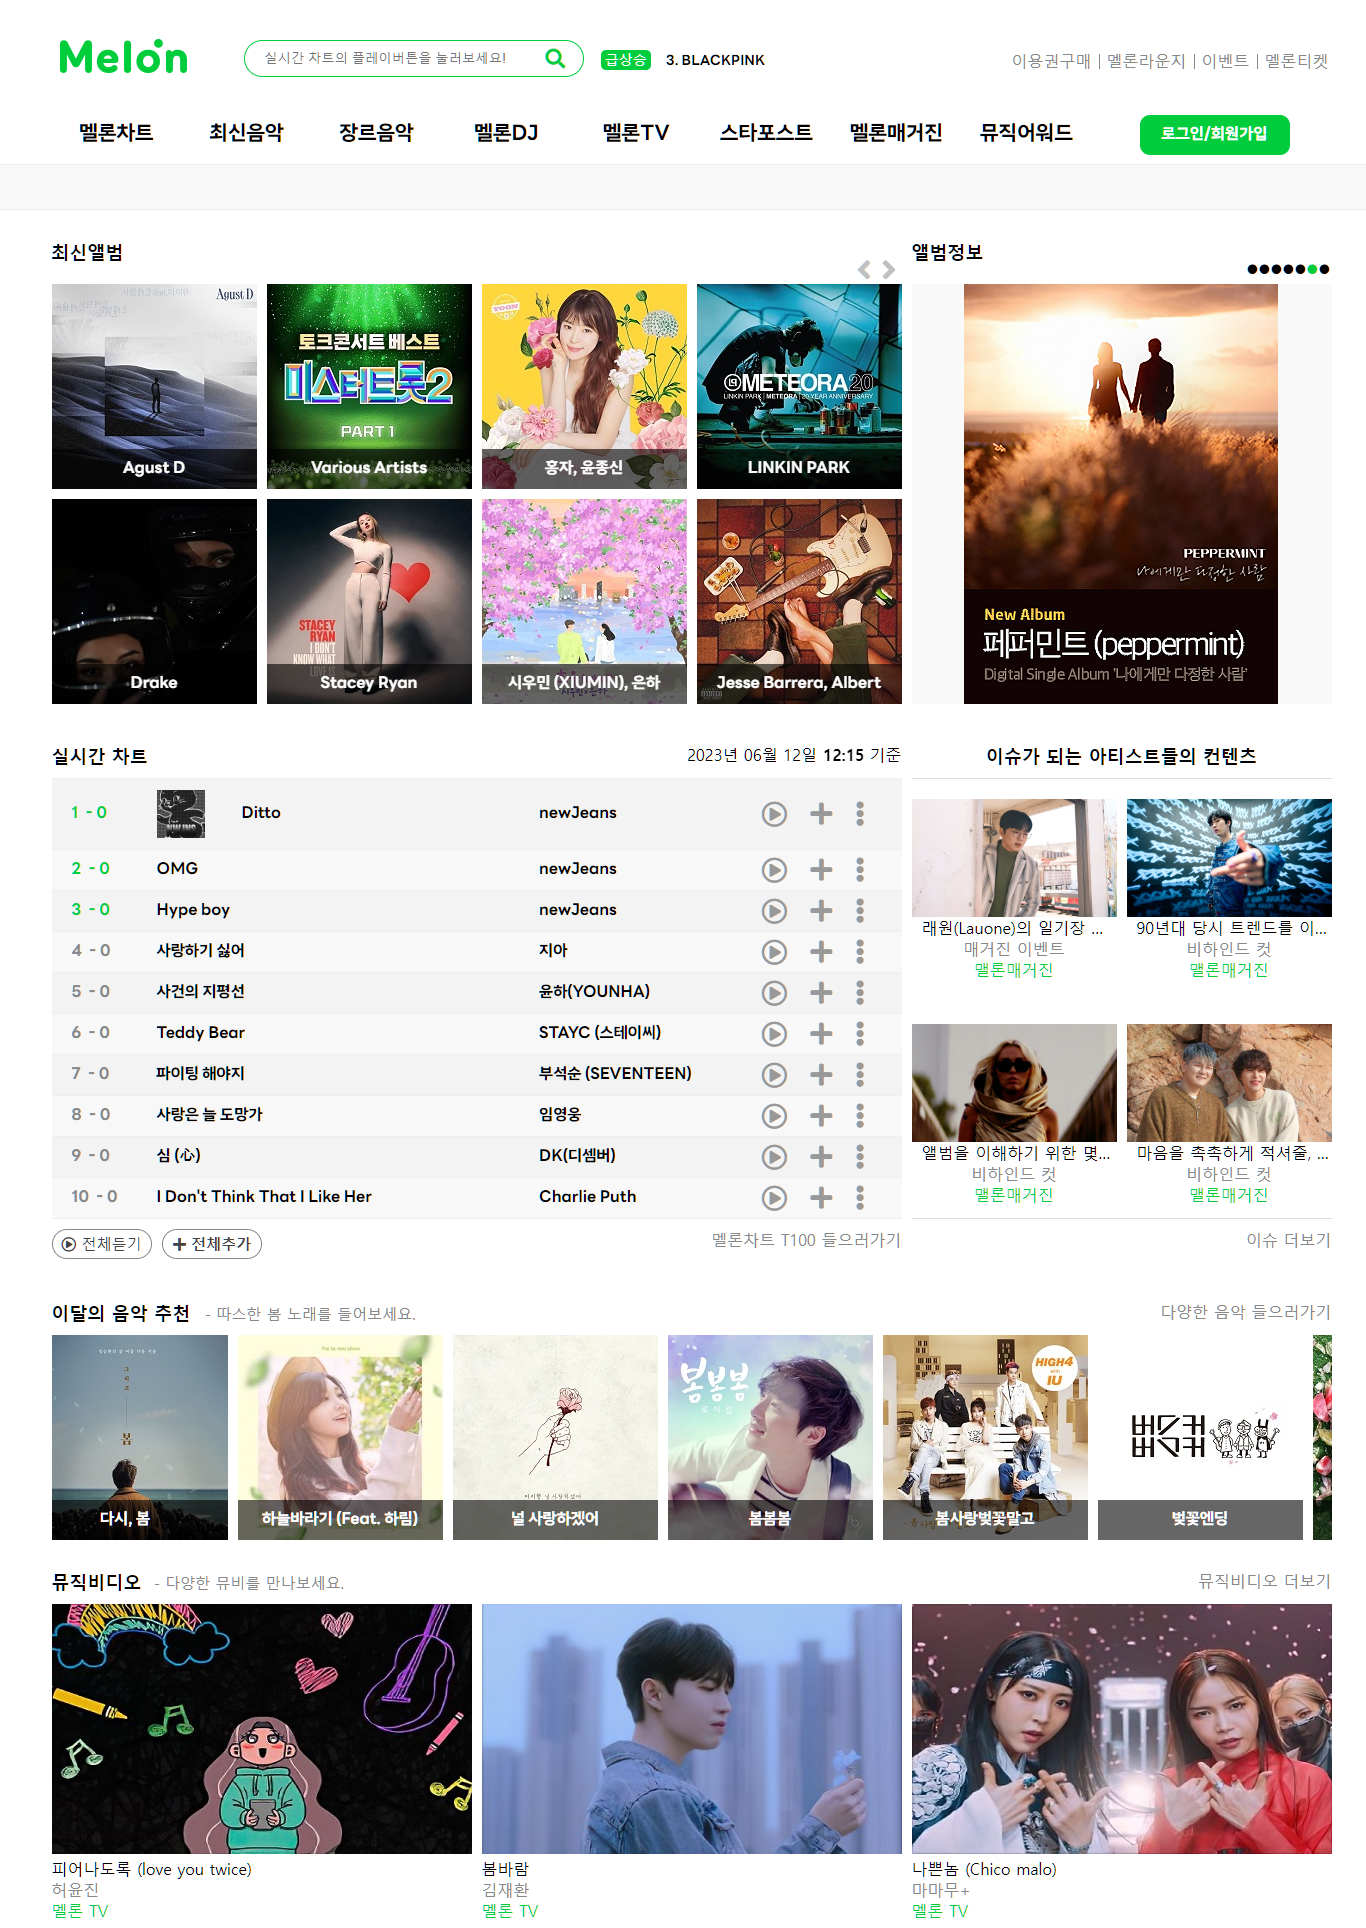 Melon
실시간 차트의 플레이버튼을 눌러보세요!
급상승 3. BLACKPINK
이용권구매 | 멜론라운지 | 이벤트 | 멜론티켓
멜론차트 최신음악 장르음악 멜론DJ 멜론TV 스타포스트 멜론매거진 뮤직어워드 로그인/회원가입
최신앨범
Agust D
Agust D
토크콘서트 베스트
미스터트롯2
PART 1
Various Artists
홍자, 윤종신
METEORA20
LINKIN PARK | METEORA | 20 YEAR ANNIVERSARY
LINKIN PARK
Drake
STACEY
RYAN
I DON'T
KNOW WHAT
LOVE IS
Stacey Ryan
시우민 (XIUMIN), 은하
Jesse Barrera, Albert
앨범정보
PEPPERMINT
나에게만 다정한 사람
New Album
페퍼민트 (peppermint)
Digital Single Album '나에게만 다정한 사람'
실시간 차트 2023년 06월 12일 12:15 기준
1 - 0 Ditto newJeans
2 - 0 OMG newJeans
3 - 0 Hype boy newJeans
4 - 0 사랑하기 싫어 지아
5 - 0 사건의 지평선 윤하(YOUNHA)
6 - 0 Teddy Bear STAYC (스테이씨)
7 - 0 파이팅 해야지 부석순 (SEVENTEEN)
8 - 0 사랑은 늘 도망가 임영웅
9 - 0 심 (心) DK(디셈버)
10 - 0 I Don't Think That I Like Her Charlie Puth
전체듣기 전체추가 멜론차트 T100 들으러가기
이슈가 되는 아티스트들의 컨텐츠
래원(Lauone)의 일기장 ...
매거진 이벤트
맬론매거진
90년대 당시 트렌드를 이...
비하인드 컷
맬론매거진
앨범을 이해하기 위한 몇...
비하인드 컷
맬론매거진
마음을 촉촉하게 적셔줄, ...
비하인드 컷
맬론매거진
이슈 더보기
이달의 음악 추천 - 따스한 봄 노래를 들어보세요. 다양한 음악 들으러가기
봄
다시, 봄
하늘바라기 (Feat. 하림)
널 사랑하겠어
봄봄봄
로이킴
봄봄봄
HIGH4
with
IU
봄사랑벚꽃말고
버스커
버스커
벚꽃엔딩
뮤직비디오 - 다양한 뮤비를 만나보세요. 뮤직비디오 더보기
피어나도록 (love you twice)
허윤진
멜론 TV
봄바람
김재환
멜론 TV
나쁜놈 (Chico malo)
마마무+
멜론 TV